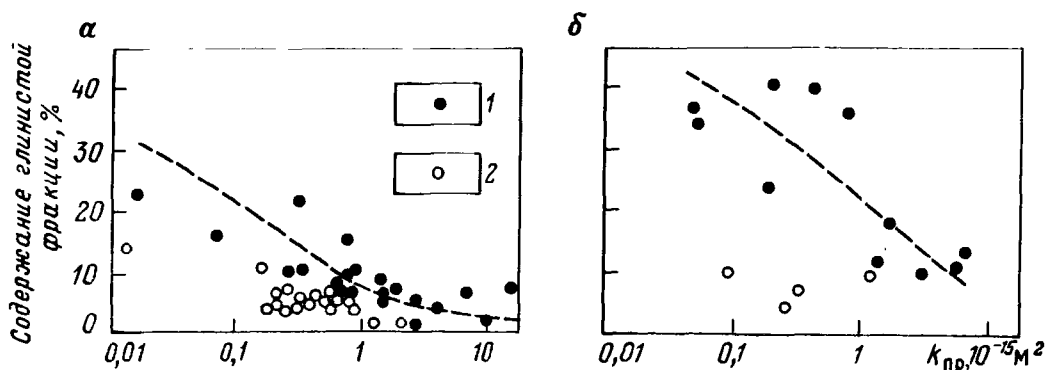 а
б
Содержание глинистой
фракции, %
40
30
20
10
0
1
2
0,01 0,1 1 10
0,01 0,1 1 k пр, 10⁻¹⁵ м²